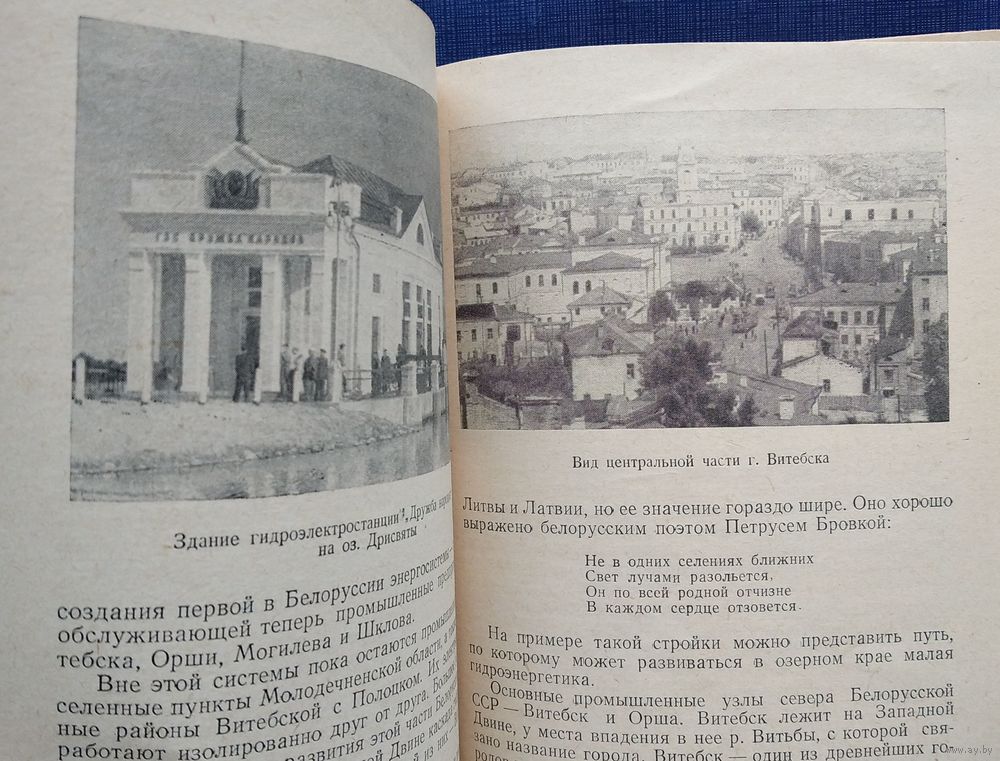 ГЭС ДРУЖБА НАРОДОВ
Здание гидроэлектростанции „Дружба
на оз. Дрисвяты
создания первой в Белоруссии энергосистемы—
обслуживающей теперь промышленные
тебска, Орши, Могилева и Шклова.
Вне этой системы пока остаются
селенные пункты Молодечненской области, а
ные районы Витебской с Полоцком. Их
работают изолированно друг от друга.
развития этой части
Двине
из них
Вид центральной части г. Витебска
Литвы и Латвии, но ее значение гораздо шире. Оно хорошо
выражено белорусским поэтом Петрусем Бровкой:
Не в одних селениях ближних
Свет лучами разольется,
Он по всей родной отчизне
В каждом сердце отзовется.
На примере такой стройки можно представить путь,
по которому может развиваться в озерном крае малая
гидроэнергетика.
Основные промышленные узлы севера Белорусской
ССР — Витебск и Орша. Витебск лежит на Западной
Двине, у места впадения в нее р. Витьбы, с которой свя-
зано название города. Витебск — один из древнейших го-
www.ay.by